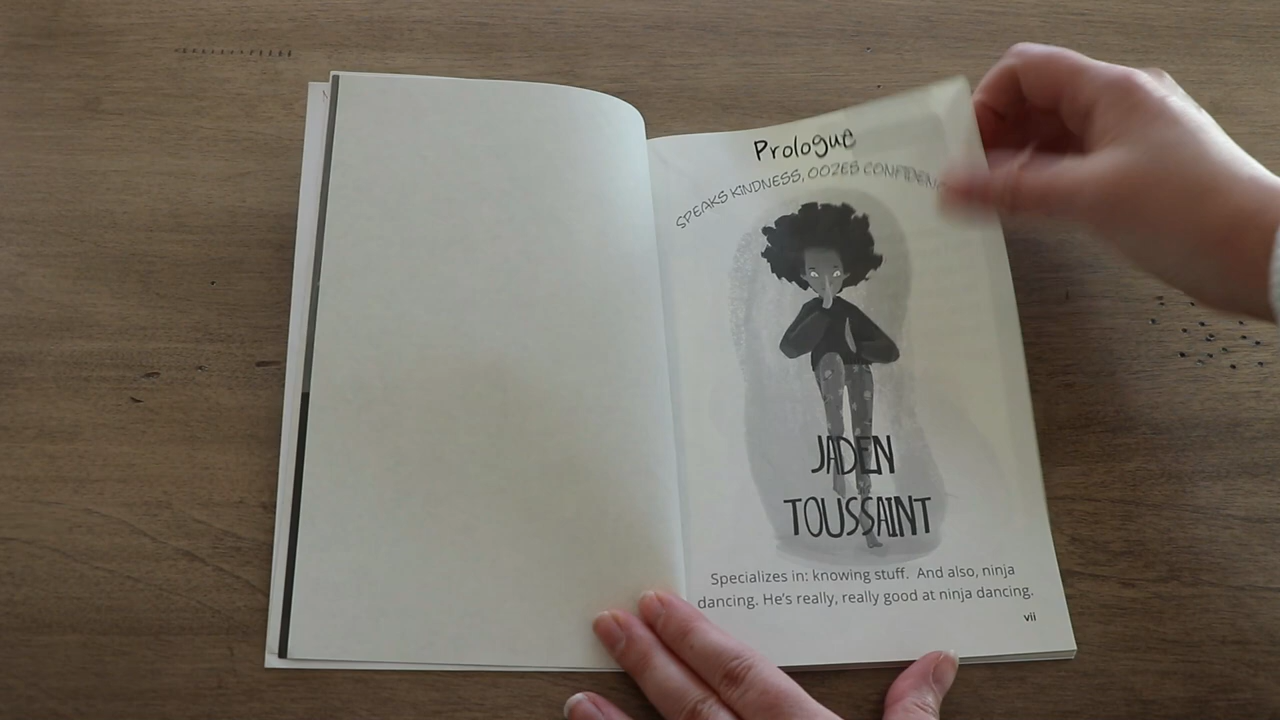 Prologue
SPEAKS KINDNESS, OOZES
JADEN
TOUSSAINT
Specializes in: knowing stuff. And also, ninja
dancing. He's really, really good at ninja dancing.
vii